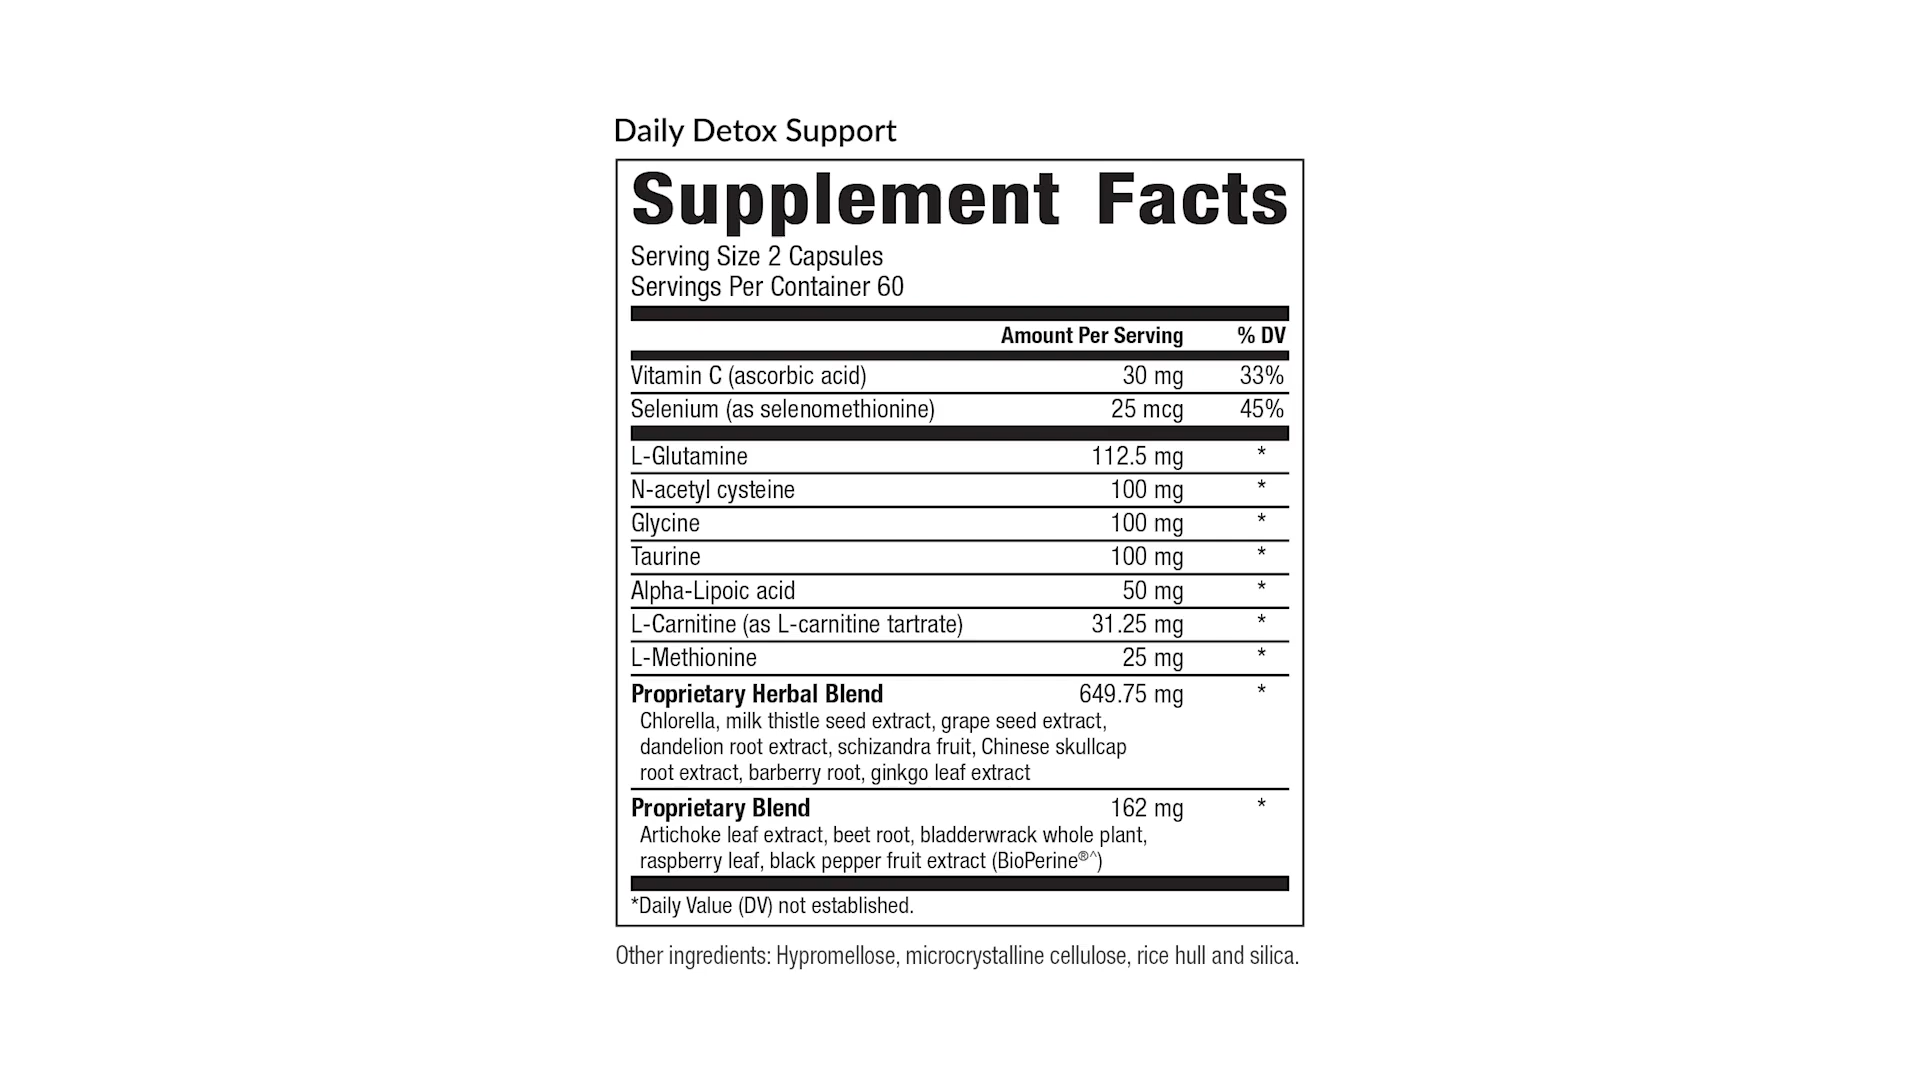 Daily Detox Support
Supplement Facts
Serving Size 2 Capsules
Servings Per Container 60
Amount Per Serving % DV
Vitamin C (ascorbic acid) 30 mg 33%
Selenium (as selenomethionine) 25 mcg 45%
L-Glutamine 112.5 mg *
N-acetyl cysteine 100 mg *
Glycine 100 mg *
Taurine 100 mg *
Alpha-Lipoic acid 50 mg *
L-Carnitine (as L-carnitine tartrate) 31.25 mg *
L-Methionine 25 mg *
Proprietary Herbal Blend 649.75 mg *
Chlorella, milk thistle seed extract, grape seed extract,
dandelion root extract, schizandra fruit, Chinese skullcap
root extract, barberry root, ginkgo leaf extract
Proprietary Blend 162 mg *
Artichoke leaf extract, beet root, bladderwrack whole plant,
raspberry leaf, black pepper fruit extract (BioPerine®^)
*Daily Value (DV) not established.
Other ingredients: Hypromellose, microcrystalline cellulose, rice hull and silica.